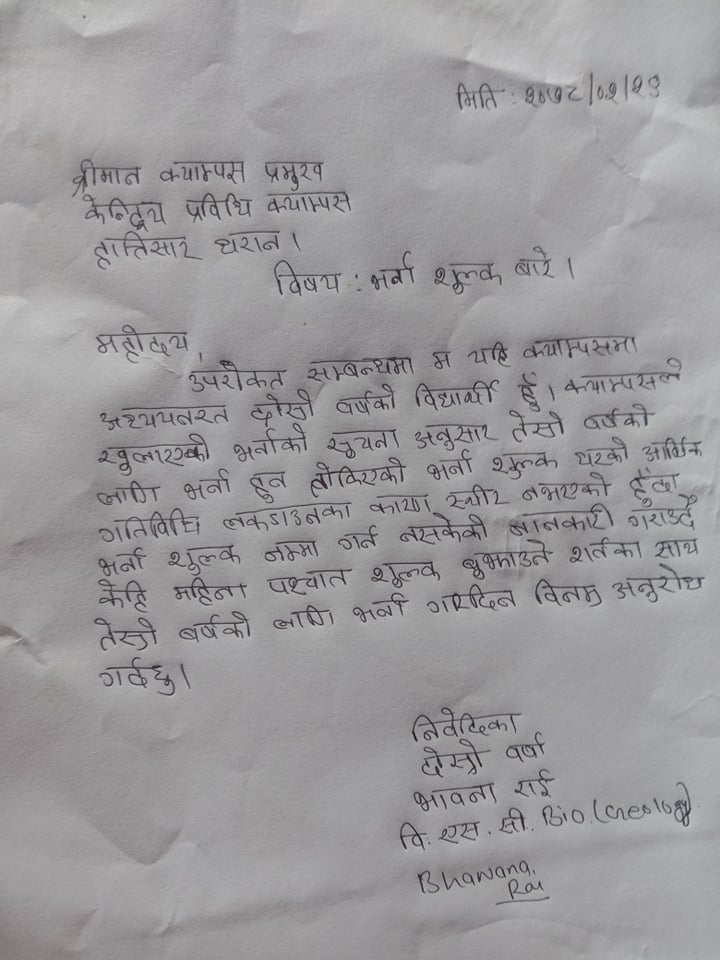 मिति : २०७८/०२/२९
श्रीमान क्याम्पस प्रमुख
केन्द्रिय प्रविधि क्याम्पस
हात्तिसार धरान ।
विषय : भर्ना शुल्क बारे ।
महोदय,
उपरोक्त सम्बन्धमा म यहि क्याम्पसमा
अध्ययनरत दोस्रो वर्षको विद्यार्थी हुँ । क्याम्पसले
खुलाएको भर्नाको सूचना अनुसार तेस्रो वर्षको
लागि भर्ना हुन तोकिएको भर्ना शुल्क घरको आर्थिक
गतिविधि लकडाउनका कारण स्थीर नभएको हुँदा
भर्ना शुल्क जम्मा गर्न नसकेको जानकारी गराउँदै
केहि महिना पश्चात शुल्क बुझाउने शर्तका साथ
तेस्रो बर्षको लागि भर्ना गरिदिन विनम्र अनुरोध
गर्दछु ।
निवेदिका
दोस्रो वर्षा
भावना राई
वि. एस. सी. Bio. (Geology)
Bhawana.
Rai